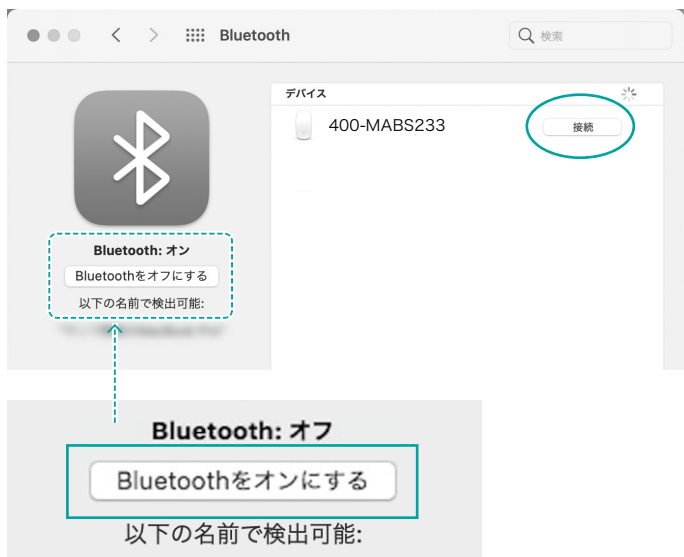 Bluetooth
検索
デバイス
400-MABS233
接続
Bluetooth: オン
Bluetoothをオフにする
以下の名前で検出可能:
Bluetooth: オフ
Bluetoothをオンにする
以下の名前で検出可能: